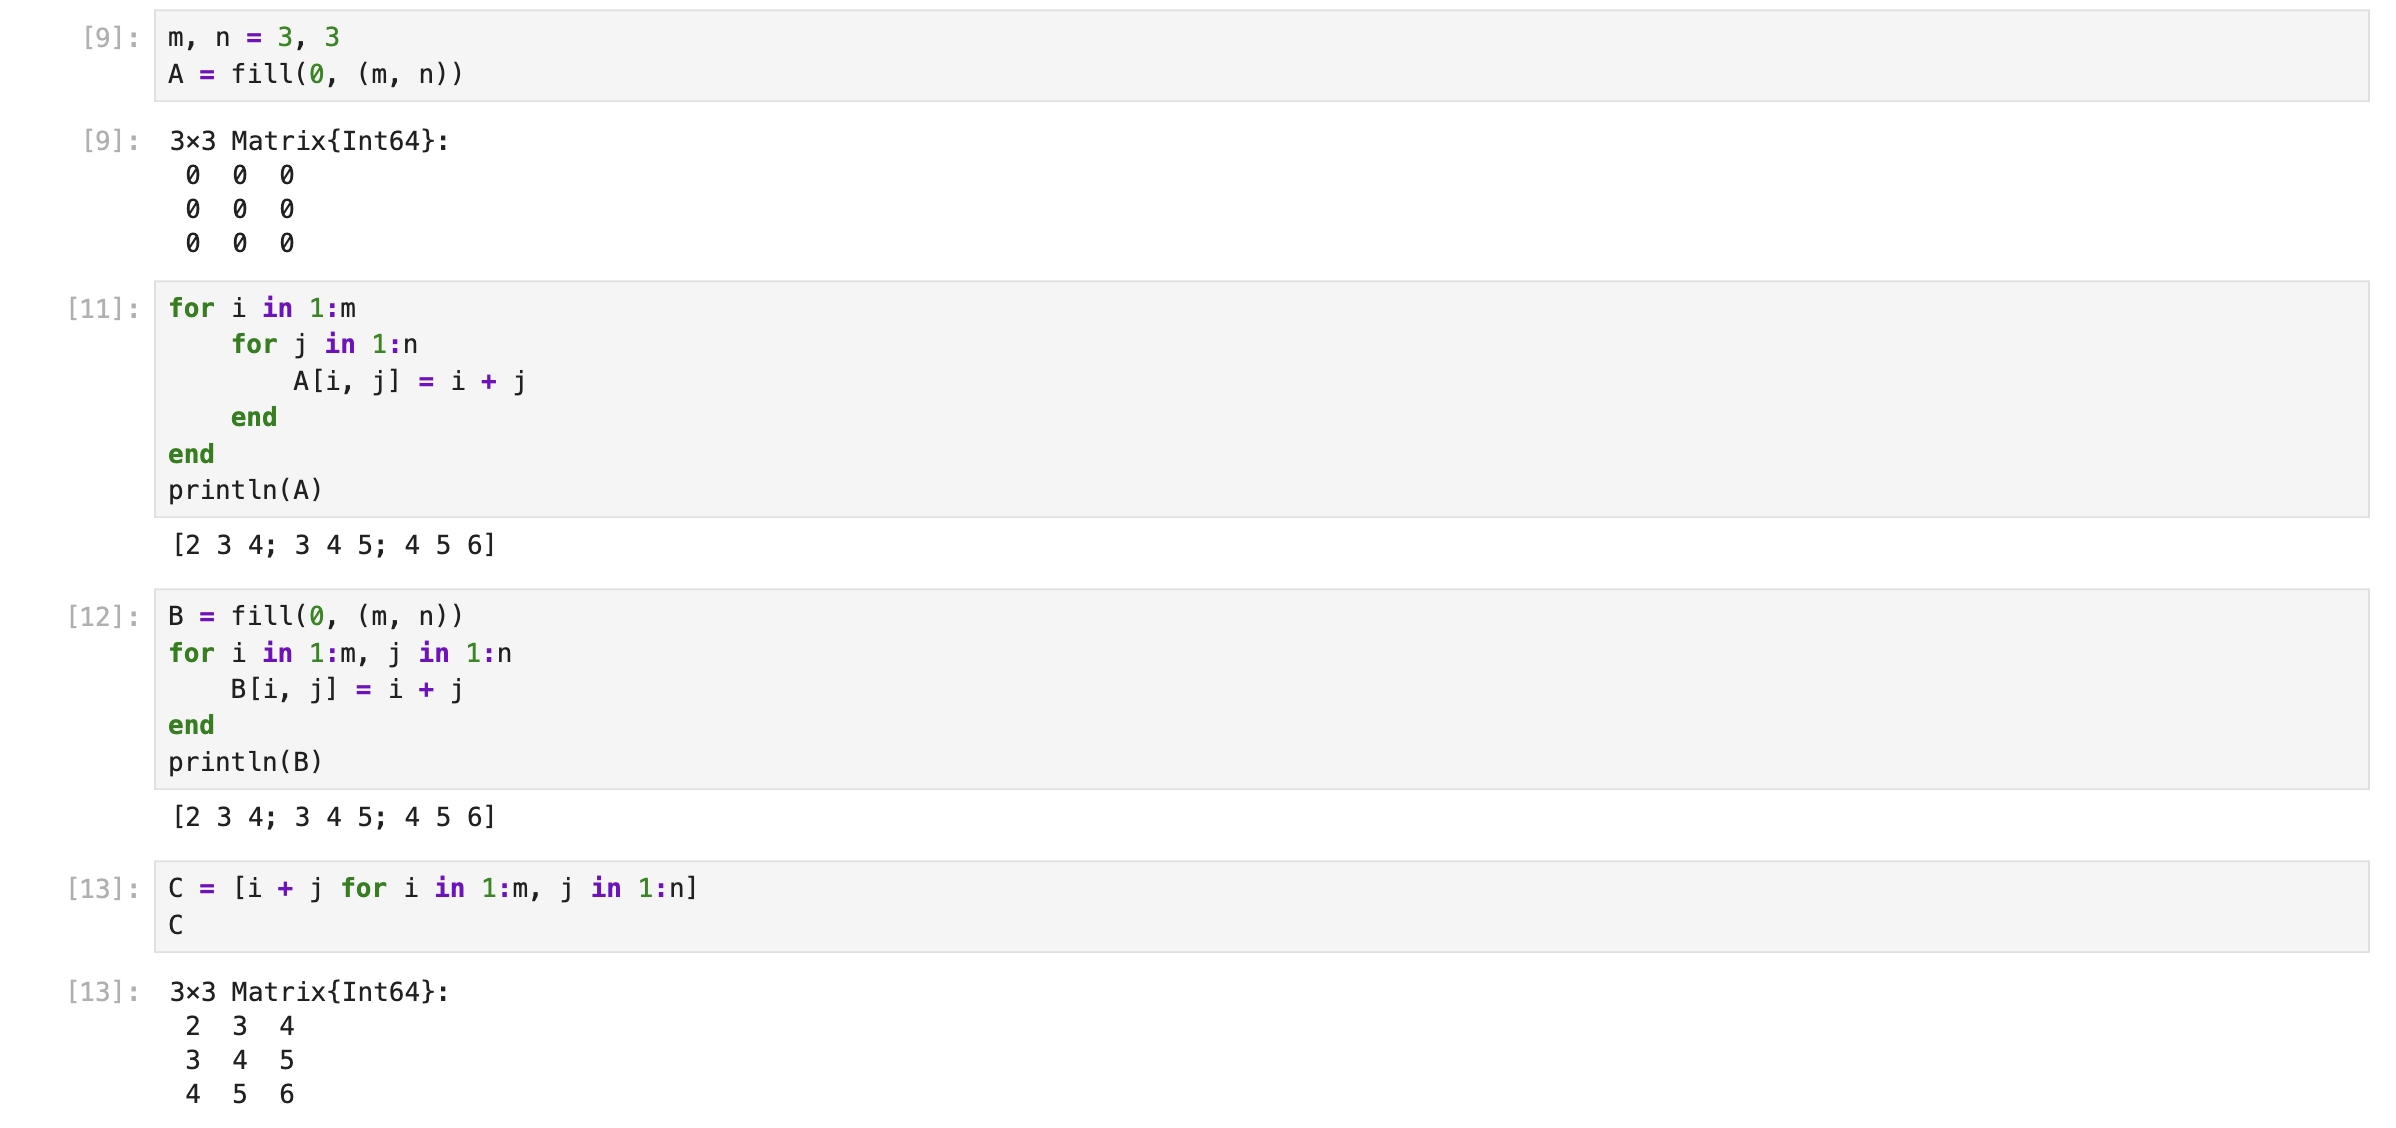 [9]: m, n = 3, 3
A = fill(0, (m, n))
[9]: 3×3 Matrix{Int64}:
0 0 0
0 0 0
0 0 0
[11]: for i in 1:m
    for j in 1:n
        A[i, j] = i + j
    end
end
println(A)
[2 3 4; 3 4 5; 4 5 6]
[12]: B = fill(0, (m, n))
for i in 1:m, j in 1:n
    B[i, j] = i + j
end
println(B)
[2 3 4; 3 4 5; 4 5 6]
[13]: C = [i + j for i in 1:m, j in 1:n]
C
[13]: 3×3 Matrix{Int64}:
2 3 4
3 4 5
4 5 6